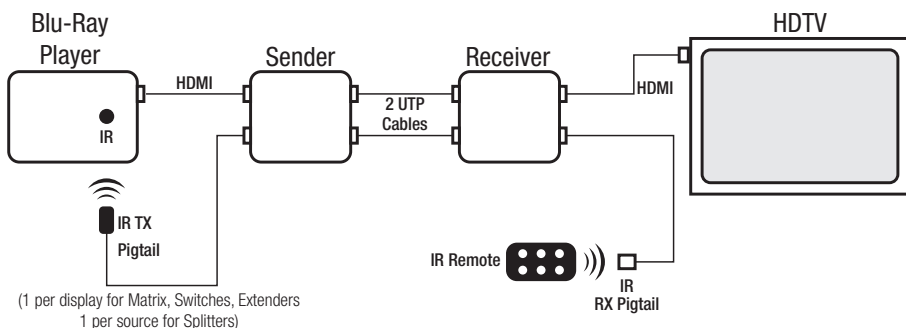 Blu-Ray
Player
Sender
Receiver
HDTV
HDMI
2 UTP
Cables
HDMI
IR
IR TX
Pigtail
IR Remote
IR
RX Pigtail
(1 per display for Matrix, Switches, Extenders
1 per source for Splitters)